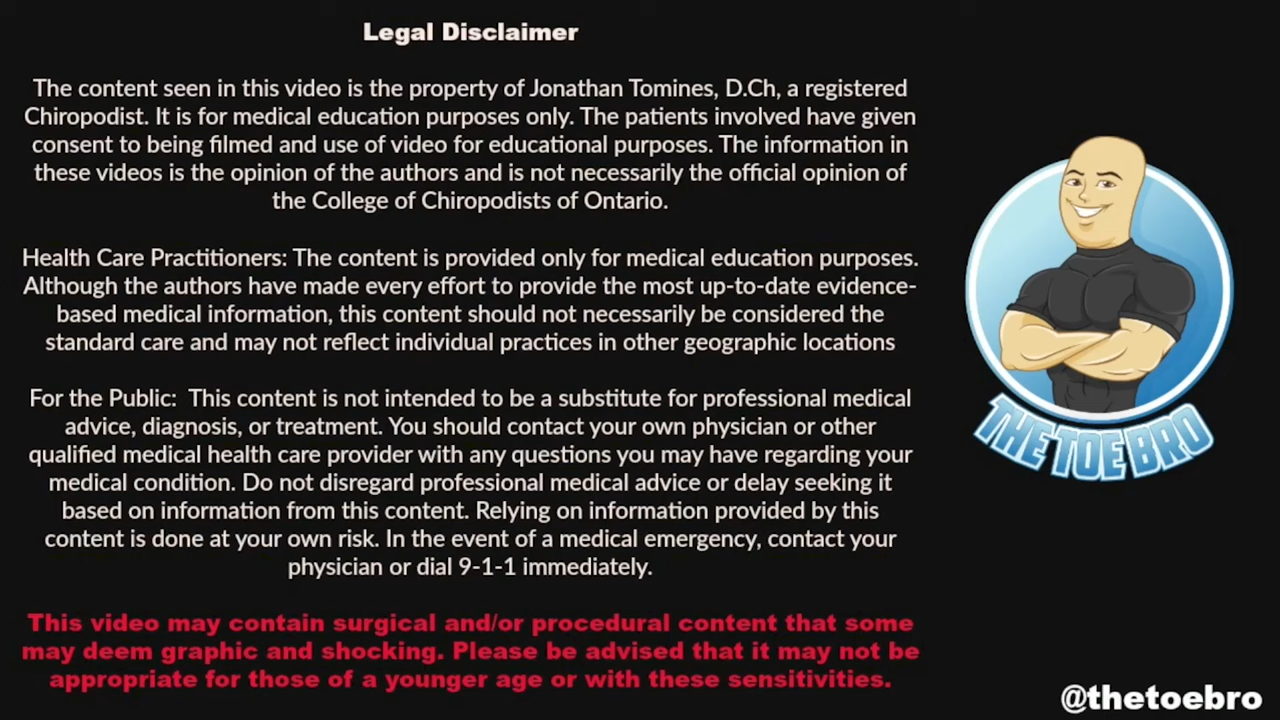 Legal Disclaimer
The content seen in this video is the property of Jonathan Tomines, D.Ch, a registered
Chiropodist. It is for medical education purposes only. The patients involved have given
consent to being filmed and use of video for educational purposes. The information in
these videos is the opinion of the authors and is not necessarily the official opinion of
the College of Chiropodists of Ontario.
Health Care Practitioners: The content is provided only for medical education purposes.
Although the authors have made every effort to provide the most up-to-date evidence-
based medical information, this content should not necessarily be considered the
standard care and may not reflect individual practices in other geographic locations
For the Public:  This content is not intended to be a substitute for professional medical
advice, diagnosis, or treatment. You should contact your own physician or other
qualified medical health care provider with any questions you may have regarding your
medical condition. Do not disregard professional medical advice or delay seeking it
based on information from this content. Relying on information provided by this
content is done at your own risk. In the event of a medical emergency, contact your
physician or dial 9-1-1 immediately.
This video may contain surgical and/or procedural content that some
may deem graphic and shocking. Please be advised that it may not be
appropriate for those of a younger age or with these sensitivities.
THE TOE BRO
@thetoebro